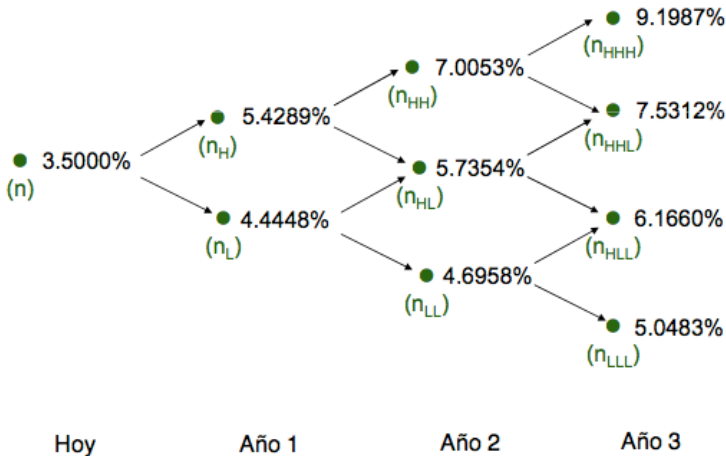 9.1987%
(nHHH)
7.0053%
(nHH)
7.5312%
(nHHL)
5.4289%
(nH)
3.5000%
(n)
5.7354%
(nHL)
4.4448%
(nL)
6.1660%
(nHLL)
4.6958%
(nLL)
5.0483%
(nLLL)
Hoy Año 1 Año 2 Año 3